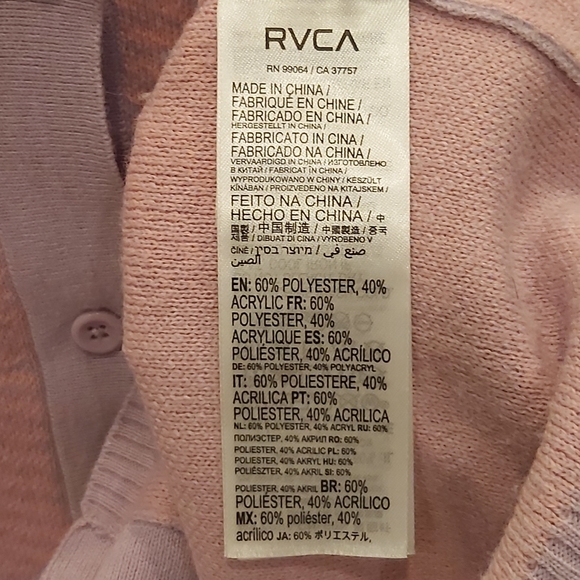 RVCA
RN 99064 / CA 37757
MADE IN CHINA /
FABRIQUÉ EN CHINE /
FABRICADO EN CHINA /
HERGESTELLT IN CHINA /
FABBRICATO IN CINA /
FABRICADO NA CHINA /
VERVAARDIGD IN CHINA / ИЗГОТОВЛЕНО
В КИТАЙ / FABRICAT IN CHINA /
WYPRODUKOWANO W CHINY / KÉSZÜLT
KÍNÁBAN / PROIZVEDENO NA KITAJSKEM /
FEITO NA CHINA /
HECHO EN CHINA / 中
国製 / 中国制造 / 中國製造 / 중국
제품 / DIBUAT DI CINA / VYROBENO V
ČÍNĚ / מיוצר בסין / صنع في
الصين
EN: 60% POLYESTER, 40%
ACRYLIC FR: 60%
POLYESTER, 40%
ACRYLIQUE ES: 60%
POLIÉSTER, 40% ACRÍLICO
DE: 60% POLYESTER, 40% POLYACRYL
IT: 60% POLIESTERE, 40%
ACRILICA PT: 60%
POLIESTER, 40% ACRILICA
NL: 60% POLYESTER, 40% ACRYL RU: 60%
ПОЛИЭСТЕР, 40% АКРИЛ RO: 60%
POLIESTER, 40% ACRILIC PL: 60%
POLIESTER, 40% AKRYL HU: 60%
POLIÉSZTER, 40% AKRIL SI: 60%
POLIESTER, 40% AKRIL BR: 60%
POLIÉSTER, 40% ACRÍLICO
MX: 60% poliéster, 40%
acrílico JA: 60% ポリエステル,